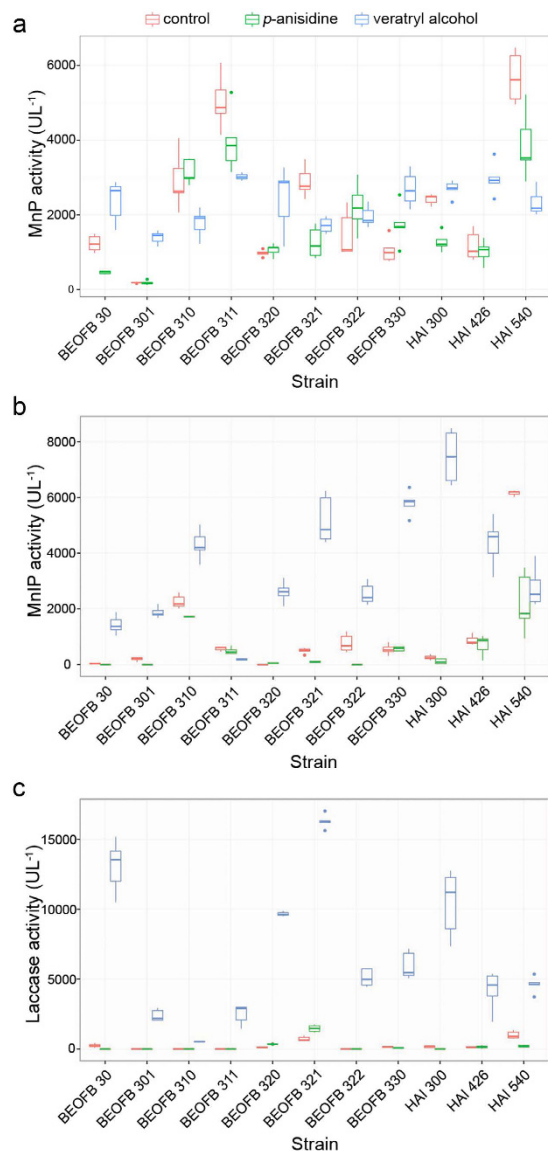 a
control p-anisidine veratryl alcohol
MnP activity (UL-1)
6000
4000
2000
0
BEOFB 30
BEOFB 301
BEOFB 310
BEOFB 311
BEOFB 320
BEOFB 321
BEOFB 322
BEOFB 330
HAI 300
HAI 426
HAI 540
Strain
b
MnIP activity (UL-1)
8000
6000
4000
2000
0
BEOFB 30
BEOFB 301
BEOFB 310
BEOFB 311
BEOFB 320
BEOFB 321
BEOFB 322
BEOFB 330
HAI 300
HAI 426
HAI 540
Strain
c
Laccase activity (UL-1)
15000
10000
5000
0
BEOFB 30
BEOFB 301
BEOFB 310
BEOFB 311
BEOFB 320
BEOFB 321
BEOFB 322
BEOFB 330
HAI 300
HAI 426
HAI 540
Strain